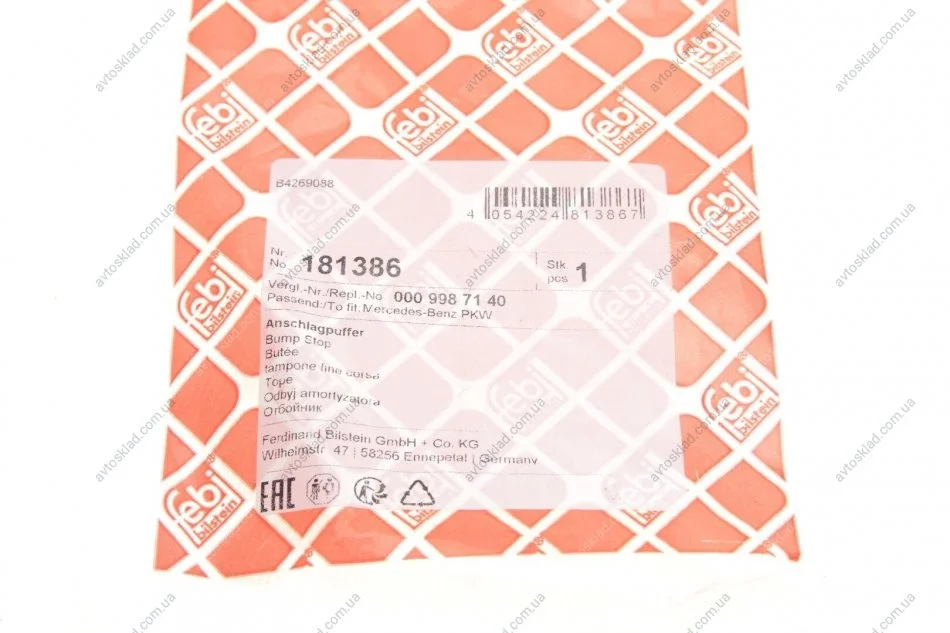 febi
bilstein
B4269088
4 054224 813867
Nr.
No. 181386
Stk.
pcs 1
Vergl.-Nr./Repl.-No. 000 998 71 40
Passend:/To fit: Mercedes-Benz PKW
Anschlagpuffer
Bump Stop
Butée
tampone fine corsa
Tope
Odbyj amortyzatora
Отбойник
Ferdinand Bilstein GmbH + Co. KG
Wilhelmstr. 47 | 58256 Ennepetal | Germany
EAC
avtosklad.com.ua